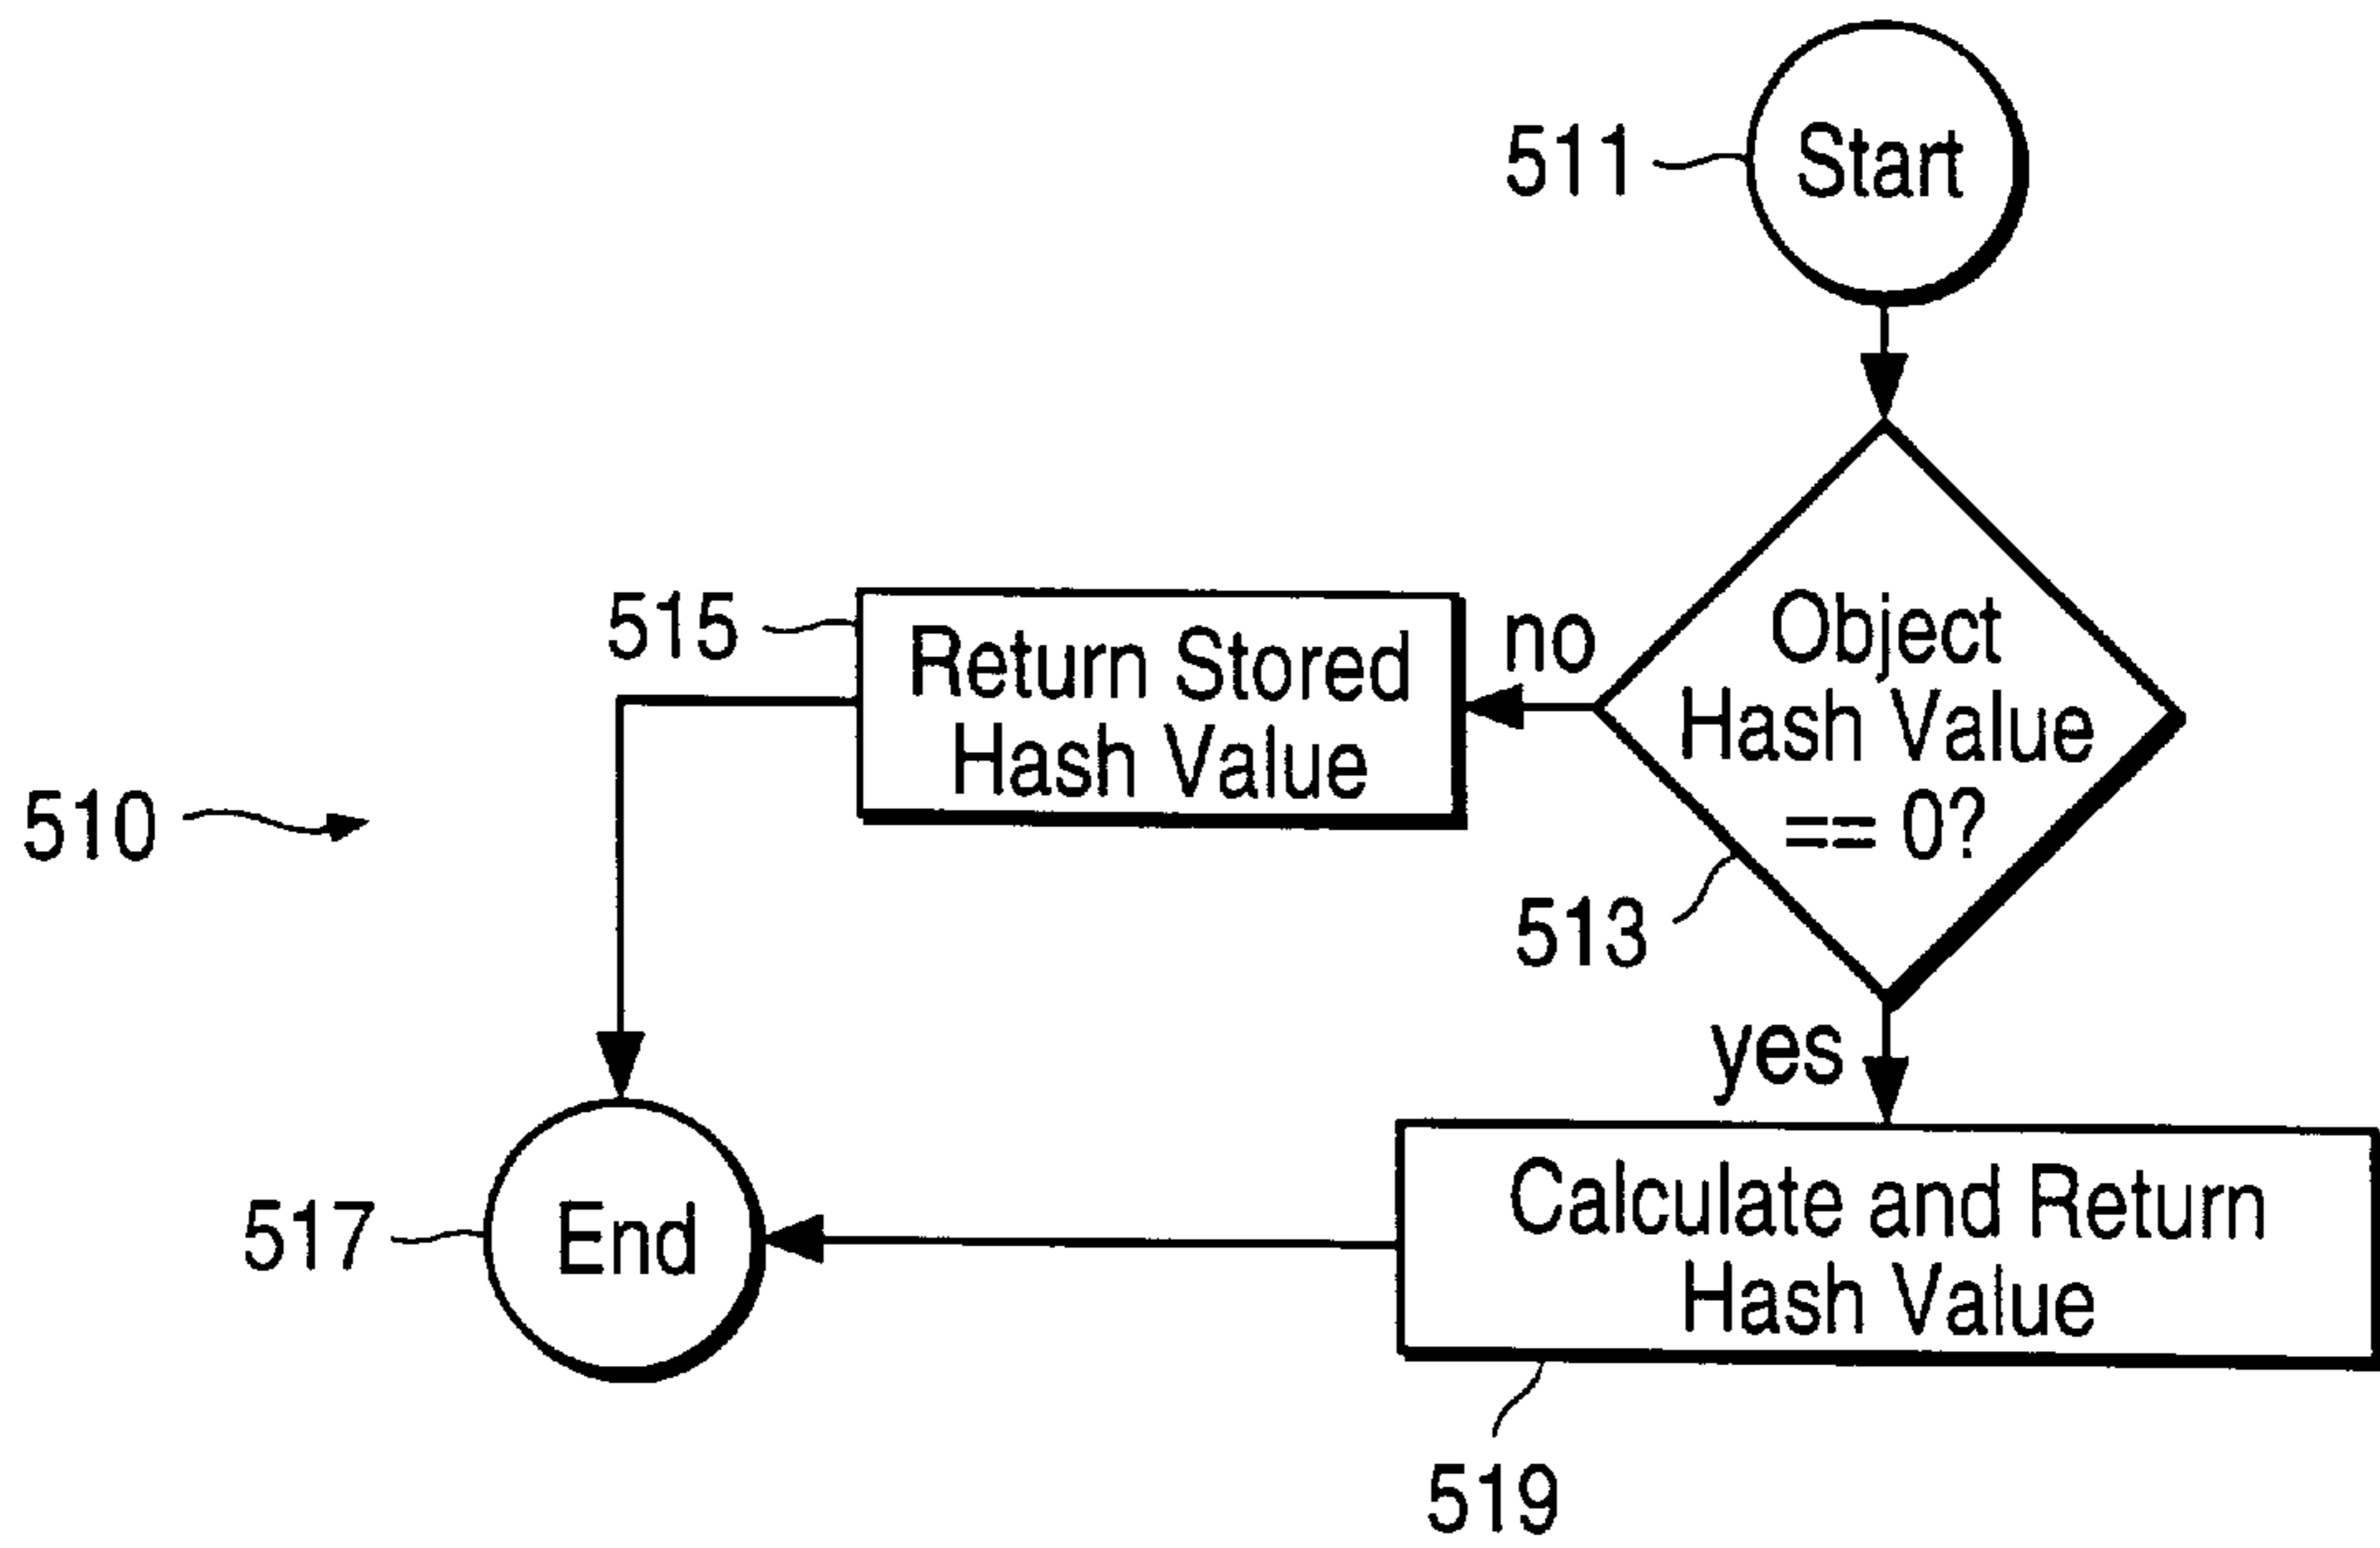 511
Start
515
Return Stored
Hash Value
no
Object
Hash Value
== 0?
510
513
yes
517
End
Calculate and Return
Hash Value
519